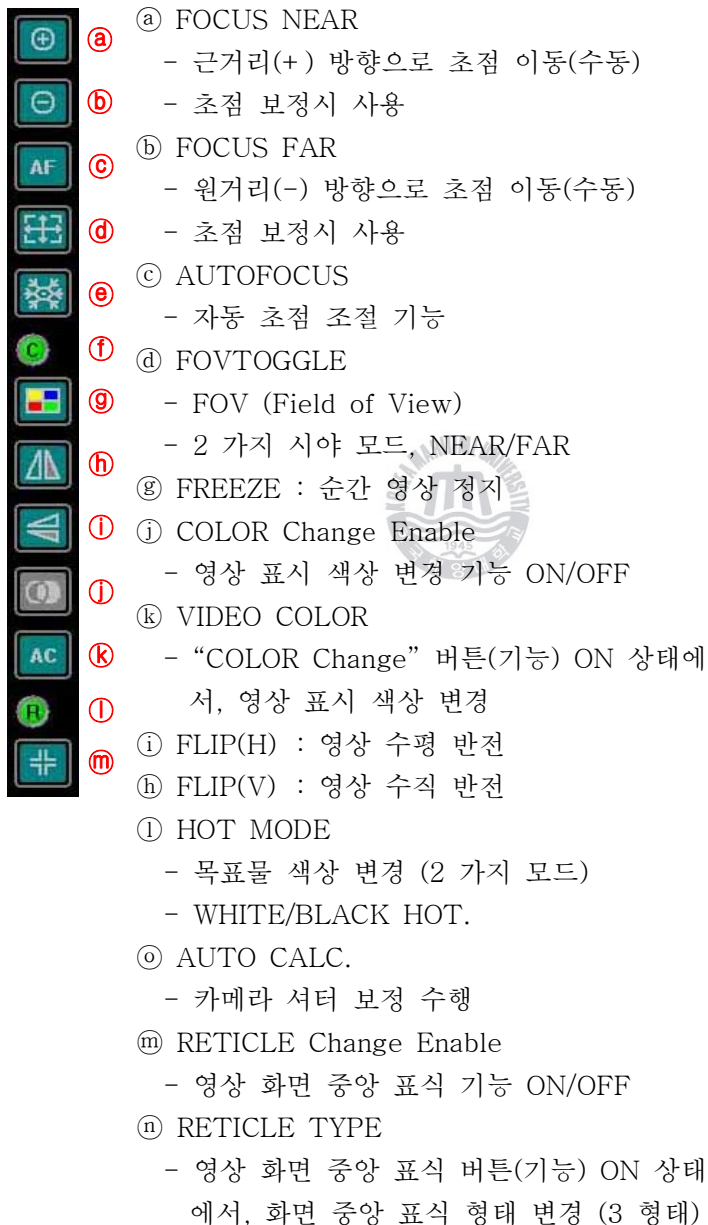 AF
C
AC
R
ⓐ
ⓑ
ⓒ
ⓓ
ⓔ
ⓕ
ⓖ
ⓗ
ⓘ
ⓙ
ⓚ
ⓛ
ⓜ
ⓐ FOCUS NEAR
- 근거리(+) 방향으로 초점 이동(수동)
- 초점 보정시 사용
ⓑ FOCUS FAR
- 원거리(-) 방향으로 초점 이동(수동)
- 초점 보정시 사용
ⓒ AUTOFOCUS
- 자동 초점 조절 기능
ⓓ FOVTOGGLE
- FOV (Field of View)
- 2 가지 시야 모드, NEAR/FAR
ⓖ FREEZE : 순간 영상 정지
ⓙ COLOR Change Enable
- 영상 표시 색상 변경 기능 ON/OFF
ⓚ VIDEO COLOR
- “COLOR Change” 버튼(기능) ON 상태에
서, 영상 표시 색상 변경
ⓘ FLIP(H) : 영상 수평 반전
ⓗ FLIP(V) : 영상 수직 반전
ⓛ HOT MODE
- 목표물 색상 변경 (2 가지 모드)
- WHITE/BLACK HOT.
ⓞ AUTO CALC.
- 카메라 셔터 보정 수행
ⓜ RETICLE Change Enable
- 영상 화면 중앙 표식 기능 ON/OFF
ⓝ RETICLE TYPE
- 영상 화면 중앙 표식 버튼(기능) ON 상태
에서, 화면 중앙 표식 형태 변경 (3 형태)
1945